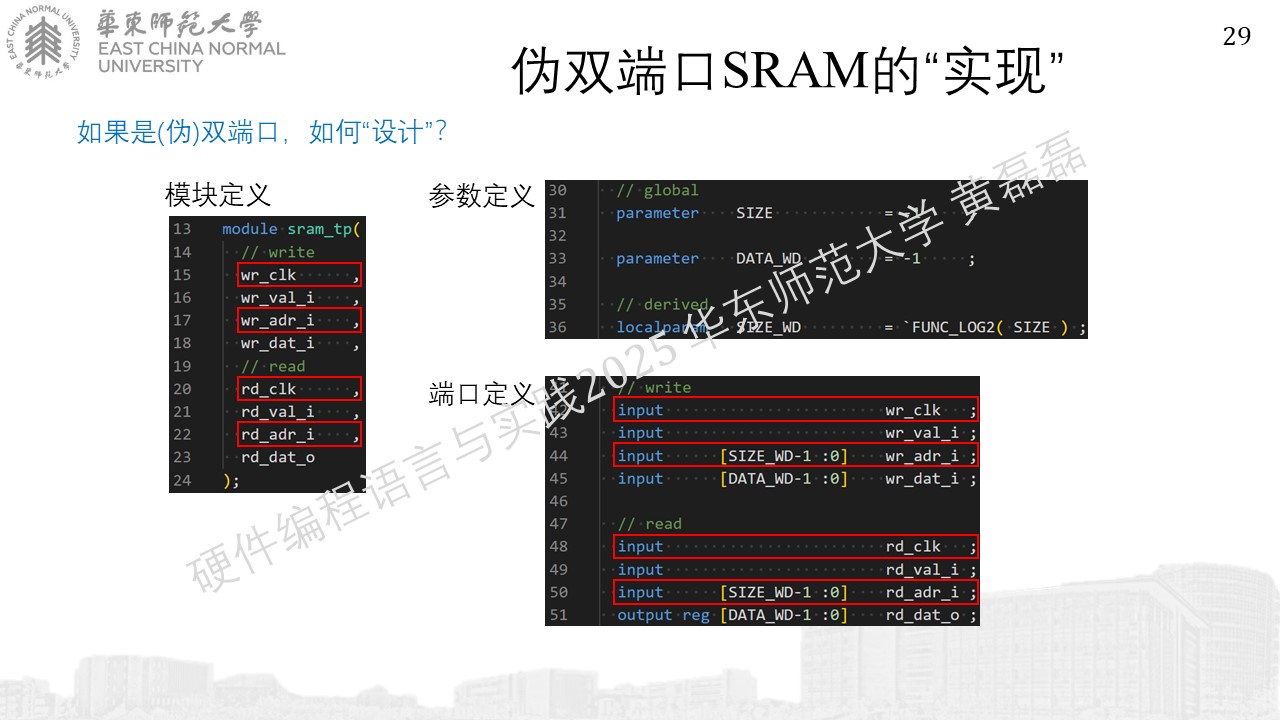 華東師範大學
EAST CHINA NORMAL
UNIVERSITY
EAST CHINA NORMAL UNIVERSITY
華東師範大學
29
伪双端口SRAM的“实现”
如果是(伪)双端口，如何“设计”？
模块定义
13 module sram_tp(
14 // write
15 wr_clk ,
16 wr_val_i ,
17 wr_adr_i ,
18 wr_dat_i ,
19 // read
20 rd_clk ,
21 rd_val_i ,
22 rd_adr_i ,
23 rd_dat_o
24 );
参数定义
30 // global
31 parameter SIZE = -1
32
33 parameter DATA_WD = -1 ;
34
35 // derived
36 localparam SIZE_WD = `FUNC_LOG2( SIZE ) ;
端口定义
// write
input wr_clk ;
43 input wr_val_i ;
44 input [SIZE_WD-1 :0] wr_adr_i ;
45 input [DATA_WD-1 :0] wr_dat_i ;
46
47 // read
48 input rd_clk ;
49 input rd_val_i ;
50 input [SIZE_WD-1 :0] rd_adr_i ;
51 output reg [DATA_WD-1 :0] rd_dat_o ;
硬件编程语言与实践2025 华东师范大学 黄磊磊